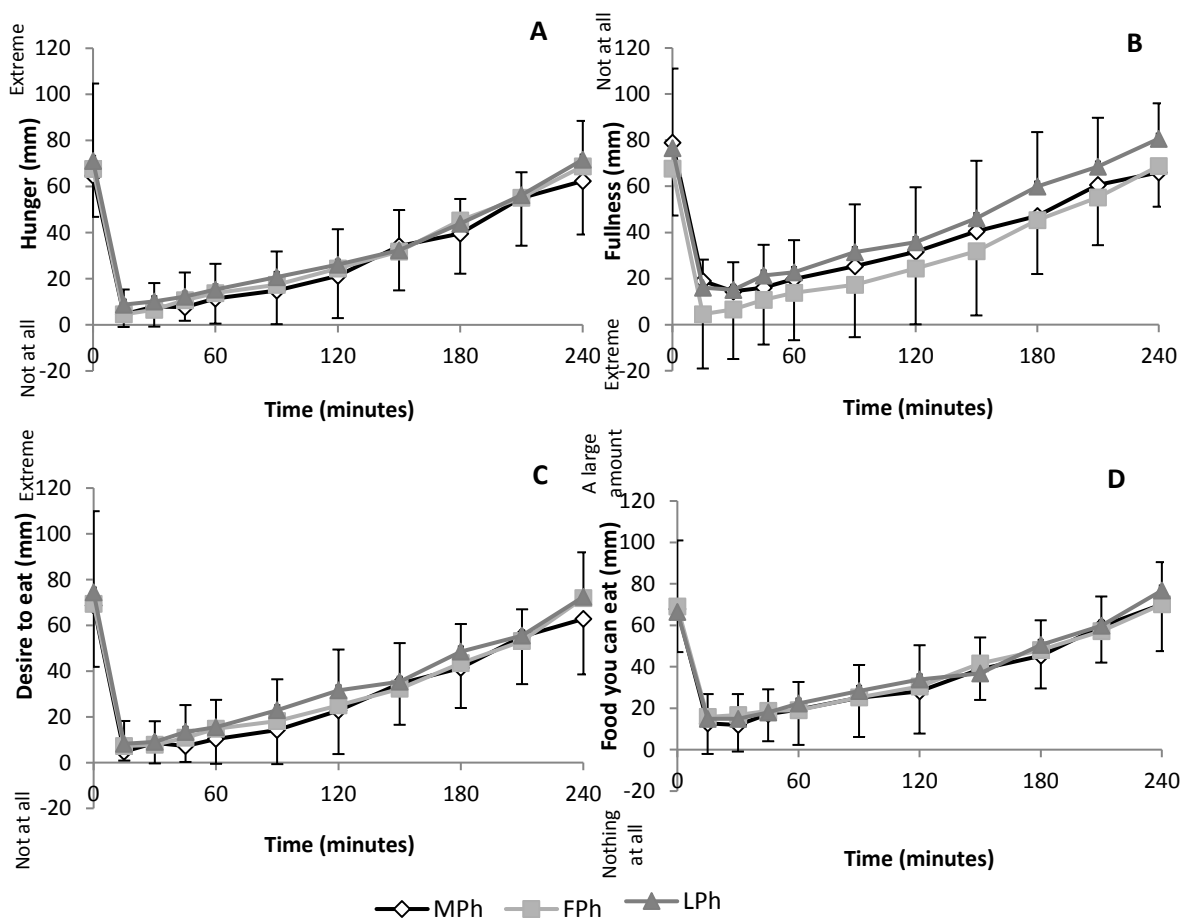 A
Extreme
Hunger (mm)
Not at all
120
100
80
60
40
20
0
-20
0 60 120 180 240
Time (minutes)
B
Not at all
Fullness (mm)
Extreme
120
100
80
60
40
20
0
-20
0 60 120 180 240
Time (minutes)
C
Extreme
Desire to eat (mm)
Not at all
120
100
80
60
40
20
0
-20
0 60 120 180 240
Time (minutes)
D
A large
amount
Food you can eat (mm)
Nothing
at all
120
100
80
60
40
20
0
-20
0 60 120 180 240
Time (minutes)
MPh FPh LPh